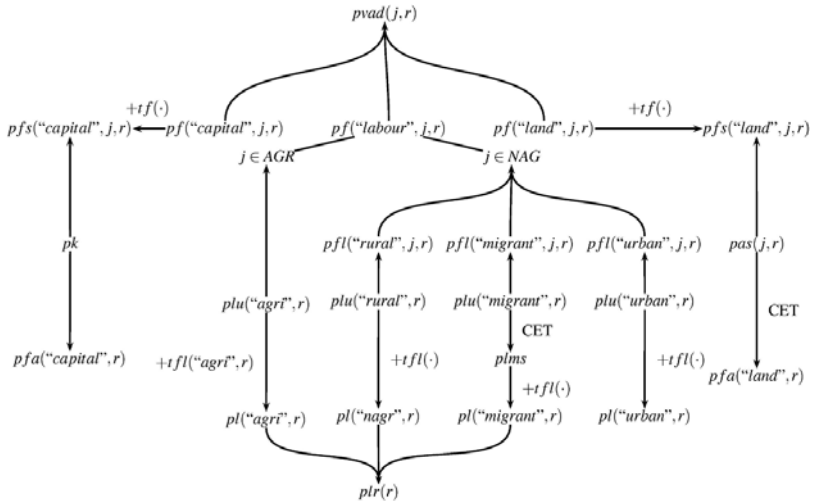 pvad(j,r)
+tf(·) +tf(·)
pfs(“capital”,j,r) pf(“capital”,j,r) pf(“labour”,j,r) pf(“land”,j,r) pfs(“land”,j,r)
j ∈ AGR j ∈ NAG
pk pfl(“rural”,j,r) pfl(“migrant”,j,r) pfl(“urban”,j,r) pas(j,r)
plu(“agri”,r) plu(“rural”,r) plu(“migrant”,r) plu(“urban”,r)
CET CET
pfa(“capital”,r) +tfl(“agri”,r) +tfl(·) plms +tfl(·)
pfa(“land”,r)
+tfl(·)
pl(“agri”,r) pl(“nagr”,r) pl(“migrant”,r) pl(“urban”,r)
plr(r)